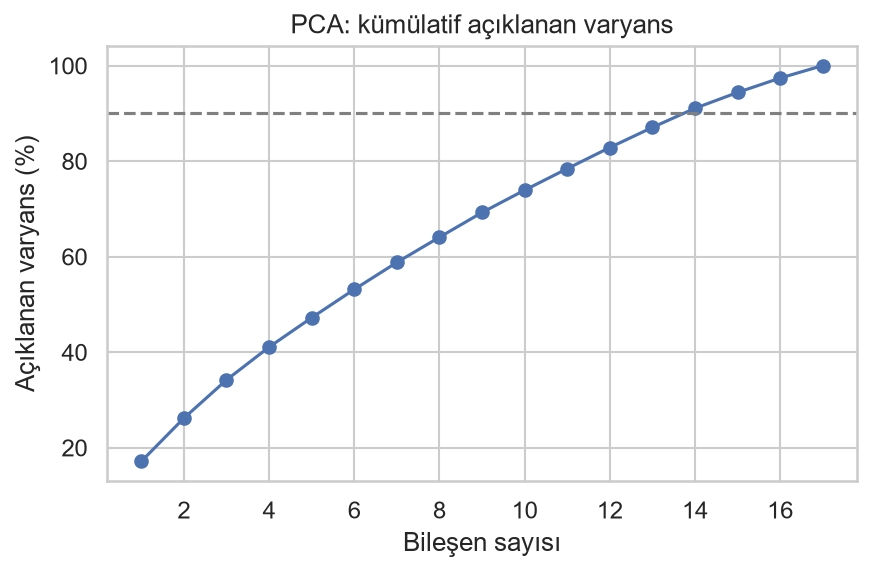 PCA: kümülatif açıklanan varyans
Açıklanan varyans (%)
100
80
60
40
20
2 4 6 8 10 12 14 16
Bileşen sayısı